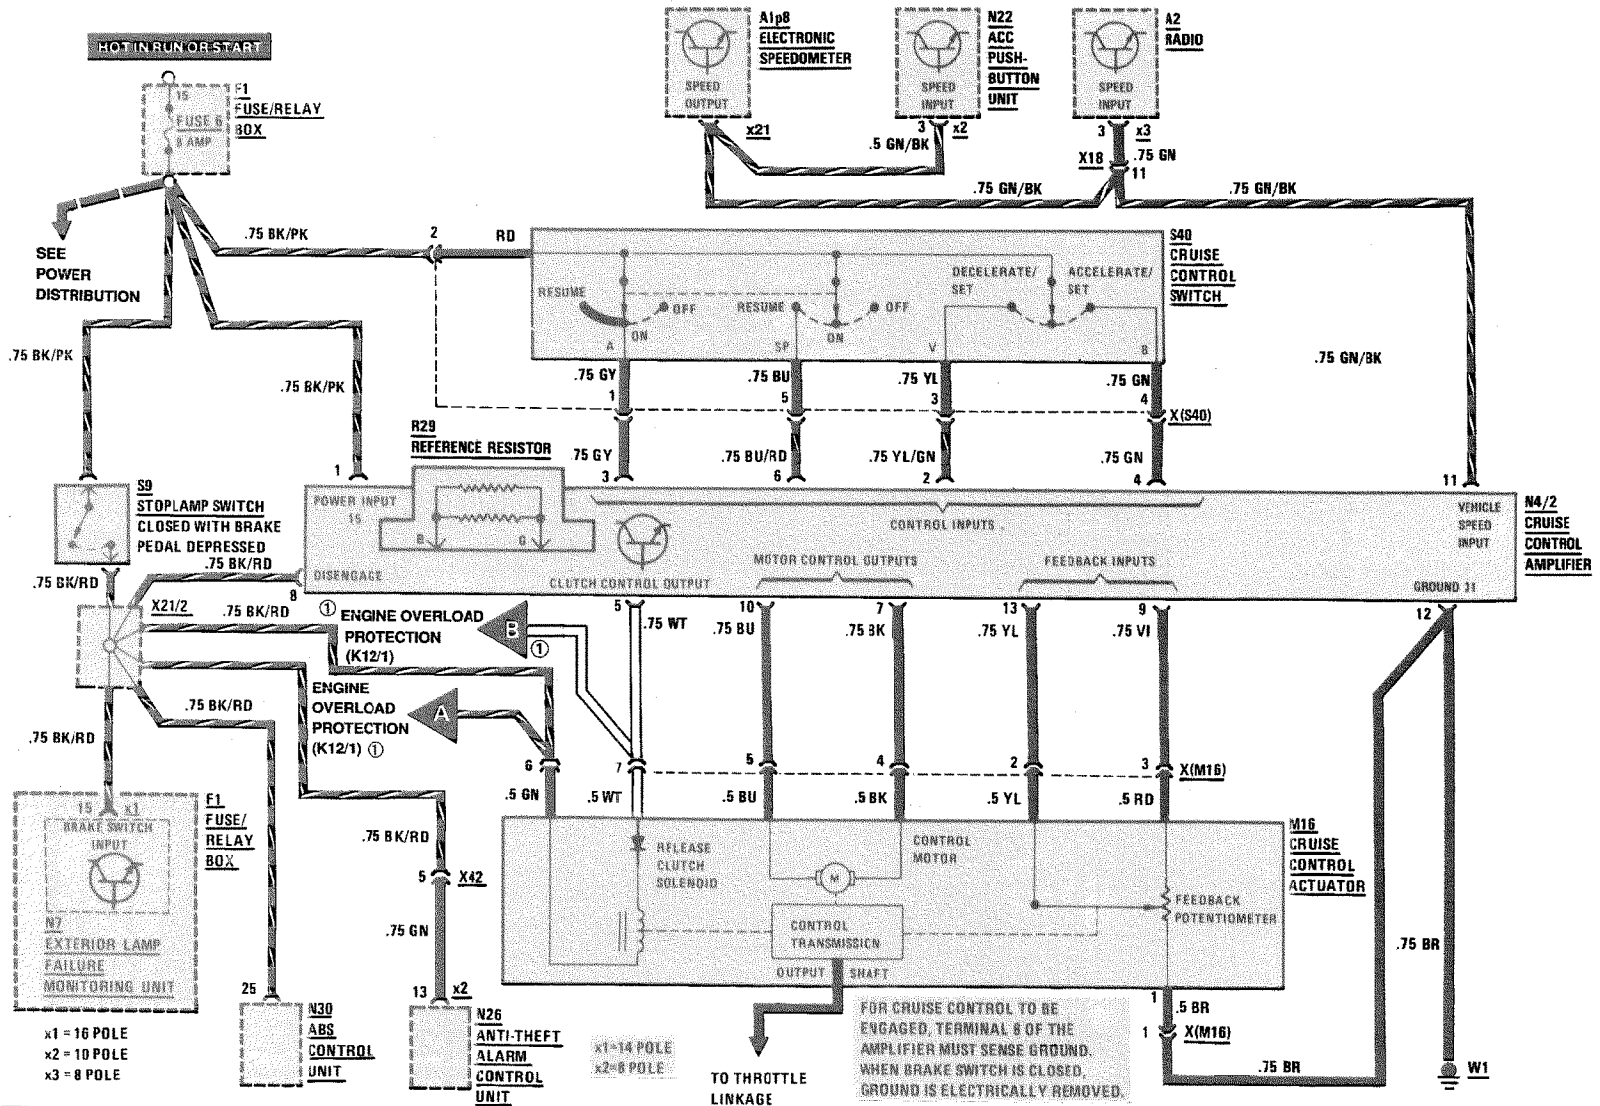 HOT IN RUN OR START
15
FUSE 6
8 AMP
F1
FUSE/RELAY
BOX
SPEED
OUTPUT
A1p8
ELECTRONIC
SPEEDOMETER
x21
SPEED
INPUT
N22
ACC
PUSH-
BUTTON
UNIT
3
x2
.5 GN/BK
SPEED
INPUT
A2
RADIO
3
x3
.75 GN
X18
11
.75 GN/BK
.75 GN/BK
.75 GN/BK
SEE
POWER
DISTRIBUTION
.75 BK/PK
2
RD
.75 BK/PK
.75 BK/PK
S40
CRUISE
CONTROL
SWITCH
RESUME
OFF
ON
A
RESUME
OFF
ON
SP
DECELERATE/
SET
ACCELERATE/
SET
V
B
.75 GY
.75 BU
.75 YL
.75 GN
1
5
3
4
X(S40)
.75 GY
.75 BU/RD
.75 YL/GN
.75 GN
1
3
6
2
4
11
R29
REFERENCE RESISTOR
S9
STOPLAMP SWITCH
CLOSED WITH BRAKE
PEDAL DEPRESSED
POWER INPUT
15
R
G
DISENGAGE
CLUTCH CONTROL OUTPUT
CONTROL INPUTS
MOTOR CONTROL OUTPUTS
FEEDBACK INPUTS
VEHICLE
SPEED
INPUT
GROUND 31
N4/2
CRUISE
CONTROL
AMPLIFIER
.75 BK/RD
.75 BK/RD
8
X21/2
.75 BK/RD
① ENGINE OVERLOAD
PROTECTION
(K12/1)
B
①
ENGINE
OVERLOAD
PROTECTION
(K12/1) ①
A
.75 BK/RD
.75 BK/RD
5
10
7
13
9
12
.75 WT
.75 BU
.75 BK
.75 YL
.75 VI
6
7
5
4
2
3
X(M16)
.5 GN
.5 WT
.5 BU
.5 BK
.5 YL
.5 RD
15
x1
BRAKE SWITCH
INPUT
N7
EXTERIOR LAMP
FAILURE
MONITORING UNIT
F1
FUSE/
RELAY
BOX
x1 = 16 POLE
x2 = 10 POLE
x3 = 8 POLE
25
N30
ABS
CONTROL
UNIT
.75 BK/RD
5
X42
.75 GN
13
x2
N26
ANTI-THEFT
ALARM
CONTROL
UNIT
x1=14 POLE
x2=8 POLE
RELEASE
CLUTCH
SOLENOID
CONTROL
MOTOR
M
CONTROL
TRANSMISSION
OUTPUT SHAFT
FEEDBACK
POTENTIOMETER
M16
CRUISE
CONTROL
ACTUATOR
TO THROTTLE
LINKAGE
FOR CRUISE CONTROL TO BE
ENGAGED, TERMINAL 8 OF THE
AMPLIFIER MUST SENSE GROUND.
WHEN BRAKE SWITCH IS CLOSED,
GROUND IS ELECTRICALLY REMOVED.
1
.5 BR
1
X(M16)
.75 BR
.75 BR
W1